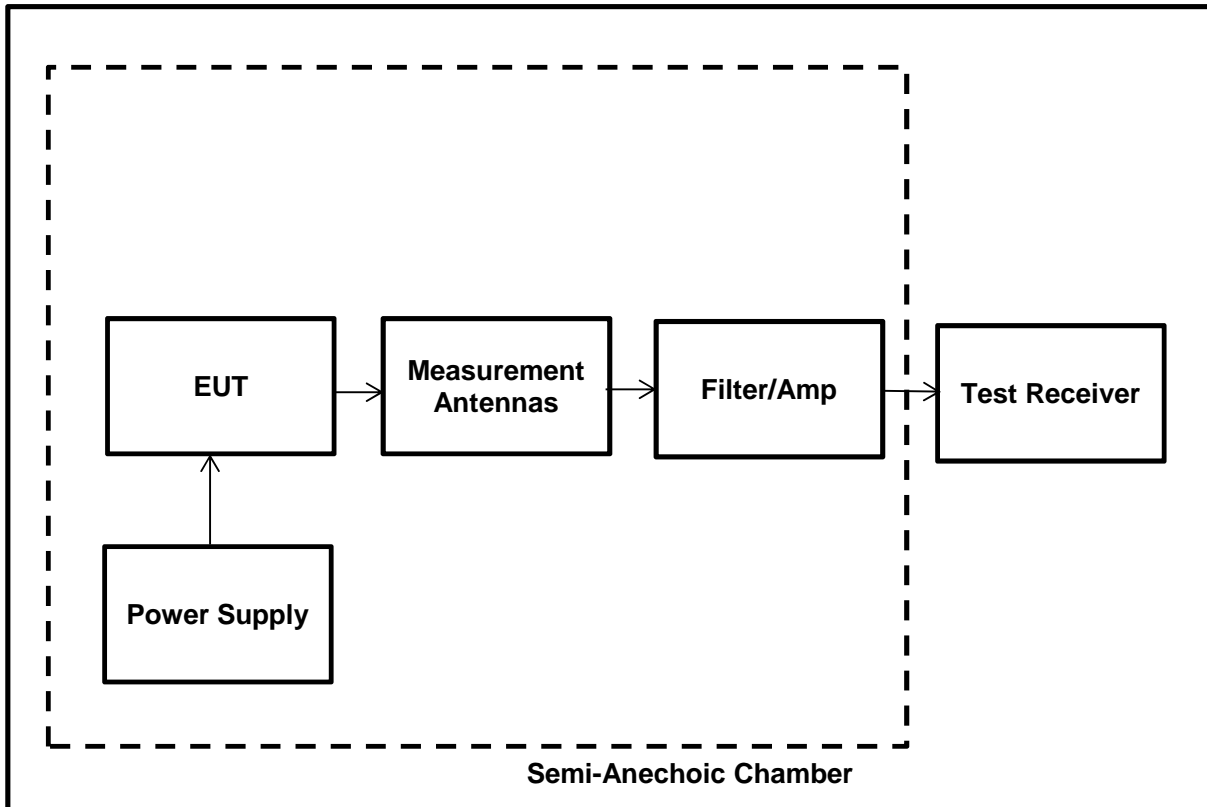 EUT
Measurement
Antennas
Filter/Amp
Test Receiver
Power Supply
Semi-Anechoic Chamber